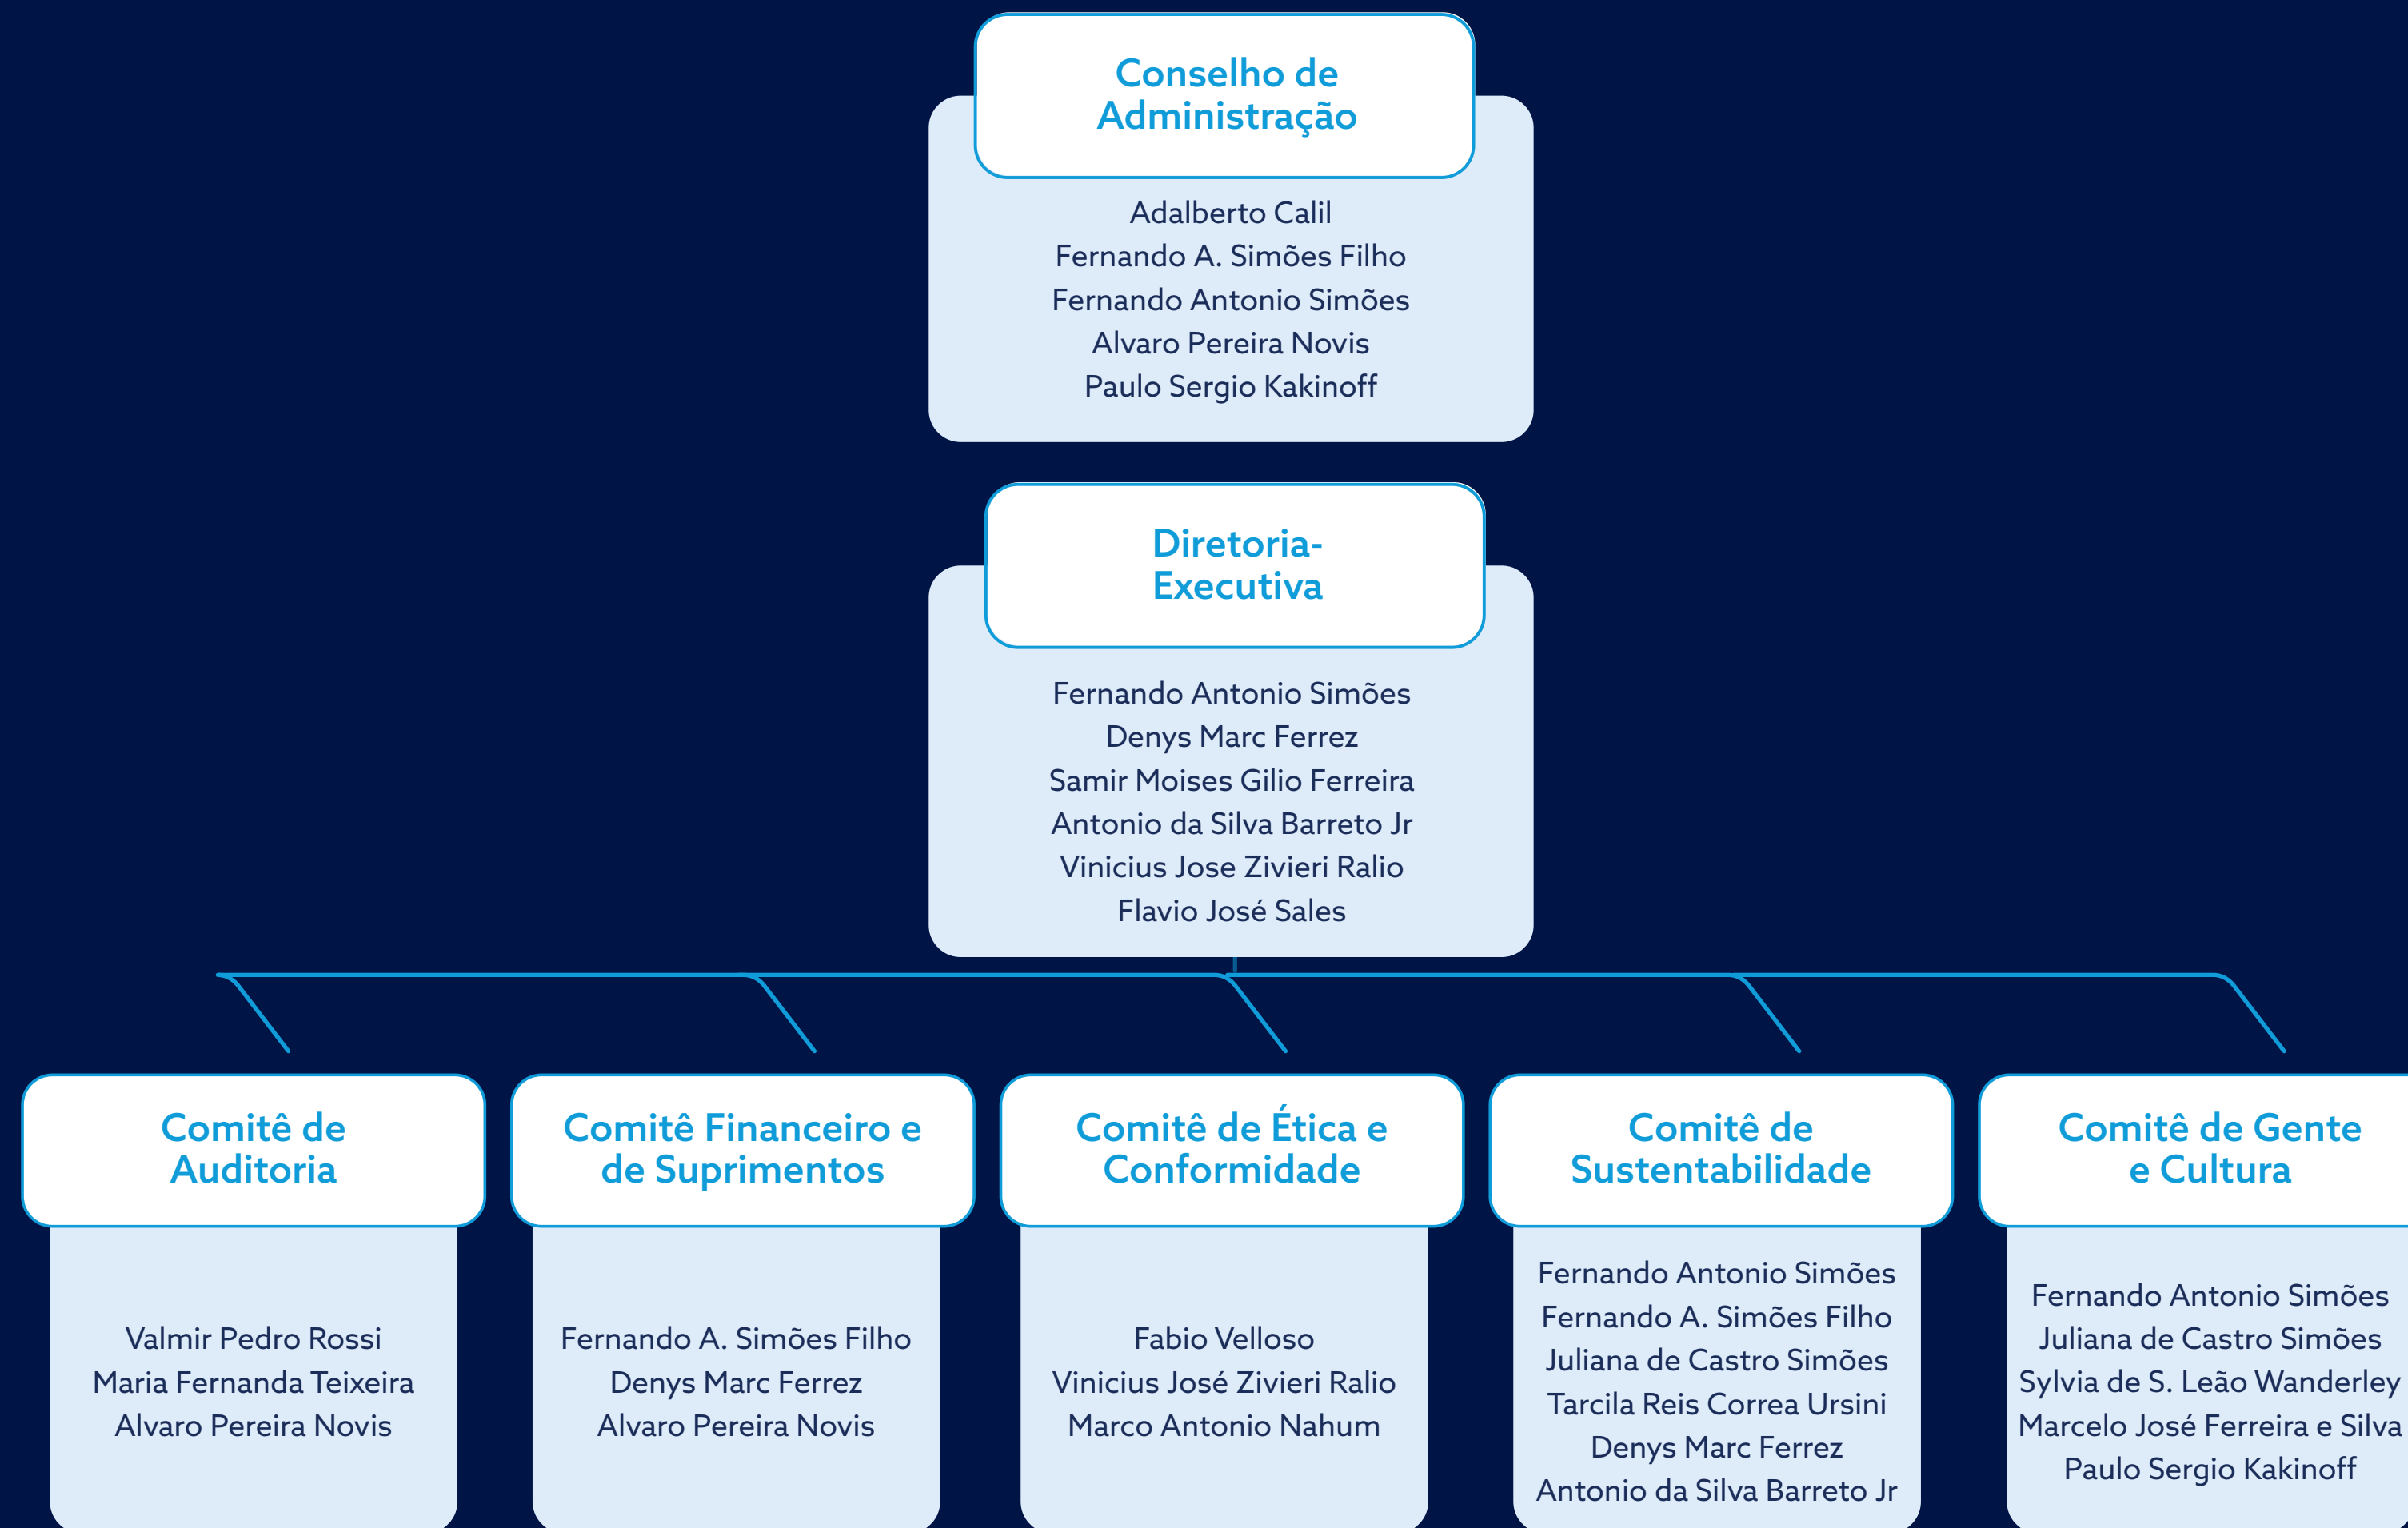 Conselho de
Administração
Adalberto Calil
Fernando A. Simões Filho
Fernando Antonio Simões
Alvaro Pereira Novis
Paulo Sergio Kakinoff
Diretoria-
Executiva
Fernando Antonio Simões
Denys Marc Ferrez
Samir Moises Gilio Ferreira
Antonio da Silva Barreto Jr
Vinicius Jose Zivieri Ralio
Flavio José Sales
Comitê de
Auditoria
Valmir Pedro Rossi
Maria Fernanda Teixeira
Alvaro Pereira Novis
Comitê Financeiro e
de Suprimentos
Fernando A. Simões Filho
Denys Marc Ferrez
Alvaro Pereira Novis
Comitê de Ética e
Conformidade
Fabio Velloso
Vinicius José Zivieri Ralio
Marco Antonio Nahum
Comitê de
Sustentabilidade
Fernando Antonio Simões
Fernando A. Simões Filho
Juliana de Castro Simões
Tarcila Reis Correa Ursini
Denys Marc Ferrez
Antonio da Silva Barreto Jr
Comitê de Gente
e Cultura
Fernando Antonio Simões
Juliana de Castro Simões
Sylvia de S. Leão Wanderley
Marcelo José Ferreira e Silva
Paulo Sergio Kakinoff